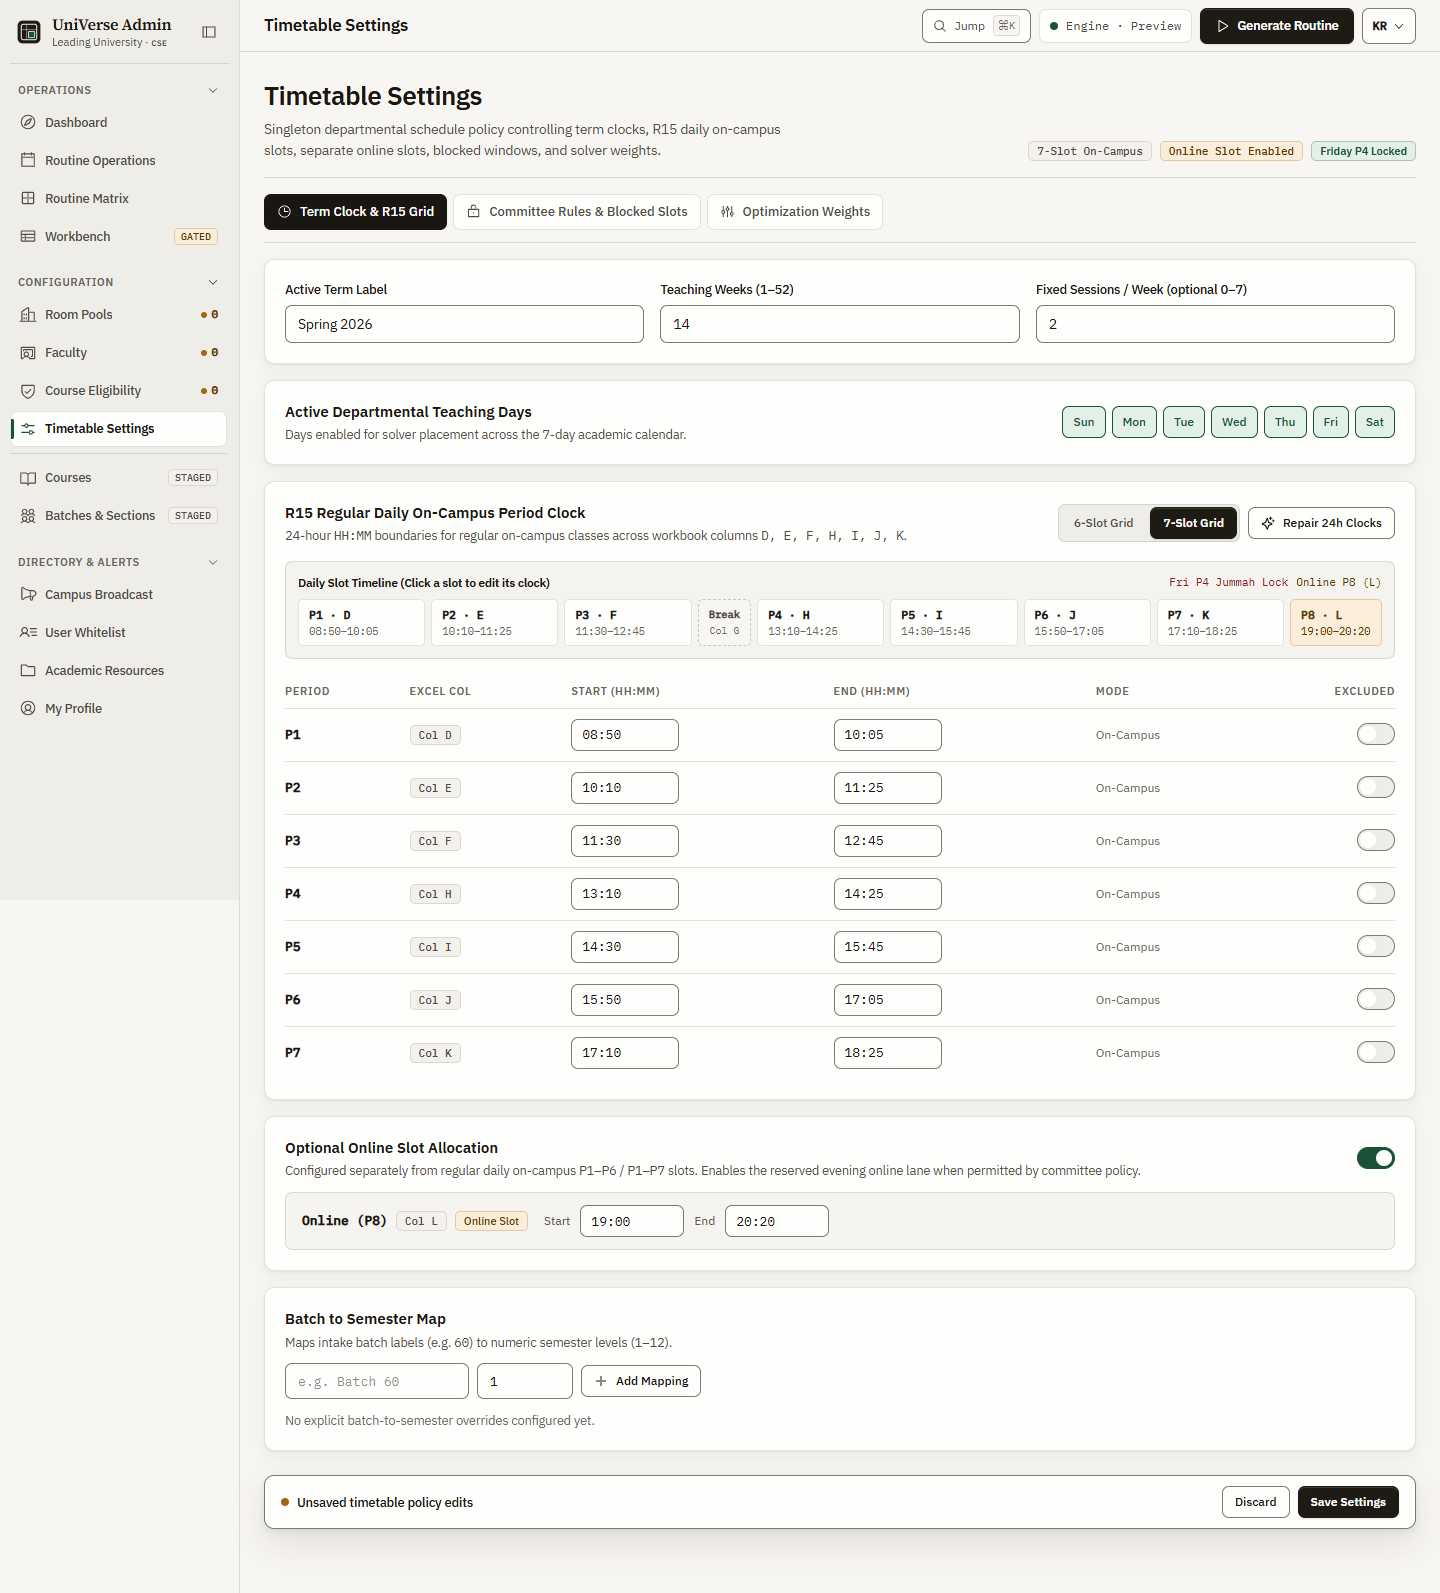 UniVerse Admin
Leading University · CSE
OPERATIONS
Dashboard
Routine Operations
Routine Matrix
Workbench GATED
CONFIGURATION
Room Pools 0
Faculty 0
Course Eligibility 0
Timetable Settings
Courses STAGED
Batches & Sections STAGED
DIRECTORY & ALERTS
Campus Broadcast
User Whitelist
Academic Resources
My Profile
Timetable Settings
Jump ⌘K
Engine · Preview
Generate Routine
KR
Timetable Settings
Singleton departmental schedule policy controlling term clocks, R15 daily on-campus
slots, separate online slots, blocked windows, and solver weights.
7-Slot On-Campus Online Slot Enabled Friday P4 Locked
Term Clock & R15 Grid Committee Rules & Blocked Slots Optimization Weights
Active Term Label Teaching Weeks (1–52) Fixed Sessions / Week (optional 0–7)
Spring 2026 14 2
Active Departmental Teaching Days
Days enabled for solver placement across the 7-day academic calendar.
Sun Mon Tue Wed Thu Fri Sat
R15 Regular Daily On-Campus Period Clock
24-hour HH:MM boundaries for regular on-campus classes across workbook columns D, E, F, H, I, J, K.
6-Slot Grid 7-Slot Grid Repair 24h Clocks
Daily Slot Timeline (Click a slot to edit its clock) Fri P4 Jummah Lock Online P8 (L)
P1 · D P2 · E P3 · F Break P4 · H P5 · I P6 · J P7 · K P8 · L
08:50–10:05 10:10–11:25 11:30–12:45 Col G 13:10–14:25 14:30–15:45 15:50–17:05 17:10–18:25 19:00–20:20
PERIOD EXCEL COL START (HH:MM) END (HH:MM) MODE EXCLUDED
P1 Col D 08:50 10:05 On-Campus
P2 Col E 10:10 11:25 On-Campus
P3 Col F 11:30 12:45 On-Campus
P4 Col H 13:10 14:25 On-Campus
P5 Col I 14:30 15:45 On-Campus
P6 Col J 15:50 17:05 On-Campus
P7 Col K 17:10 18:25 On-Campus
Optional Online Slot Allocation
Configured separately from regular daily on-campus P1–P6 / P1–P7 slots. Enables the reserved evening online lane when permitted by committee policy.
Online (P8) Col L Online Slot Start 19:00 End 20:20
Batch to Semester Map
Maps intake batch labels (e.g. 60) to numeric semester levels (1–12).
e.g. Batch 60 1 Add Mapping
No explicit batch-to-semester overrides configured yet.
Unsaved timetable policy edits Discard Save Settings